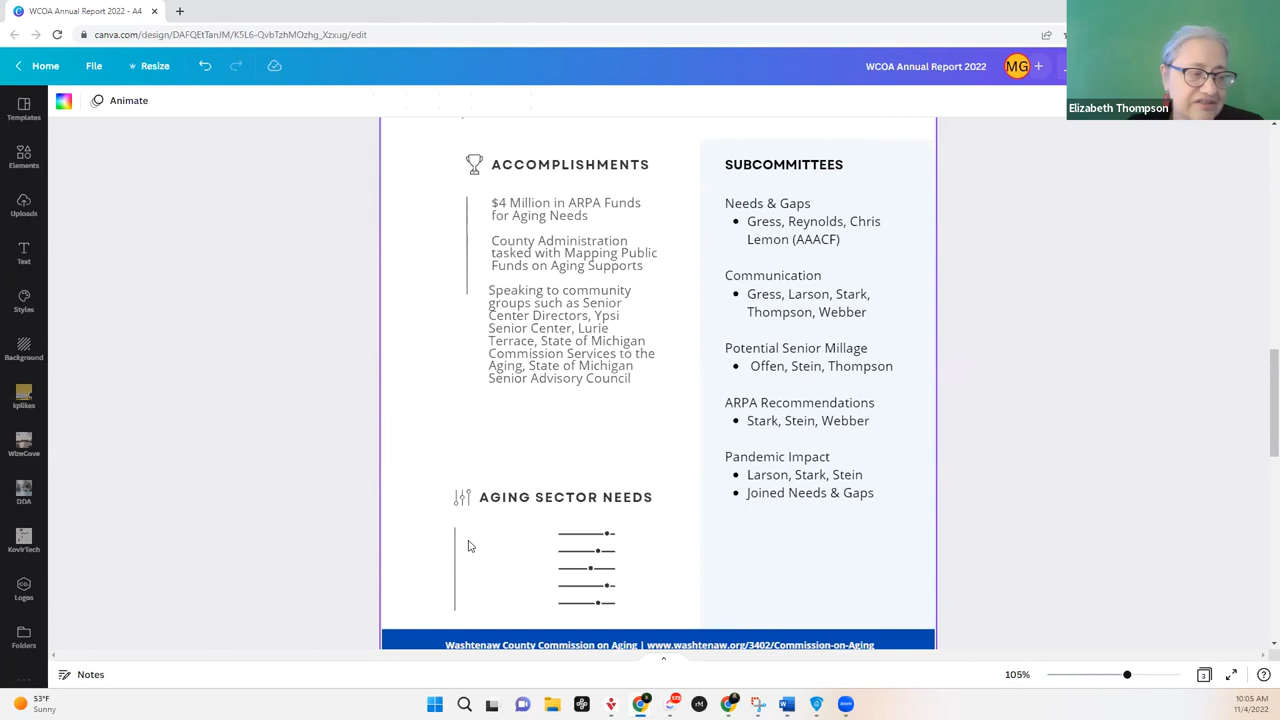 WCOA Annual Report 2022 - A4
canva.com/design/DAFQEtTanJM/K5L6-QvbTzhMOzhg_Xzxug/edit
Home
File
Resize
WCOA Annual Report 2022
MG
Elizabeth Thompson
Animate
Templates
Elements
Uploads
Text
Styles
Background
kplikes
WizeCove
DDA
KovirTech
Logos
Folders
ACCOMPLISHMENTS
$4 Million in ARPA Funds
for Aging Needs
County Administration
tasked with Mapping Public
Funds on Aging Supports
Speaking to community
groups such as Senior
Center Directors, Ypsi
Senior Center, Lurie
Terrace, State of Michigan
Commission Services to the
Aging, State of Michigan
Senior Advisory Council
AGING SECTOR NEEDS
SUBCOMMITTEES
Needs & Gaps
Gress, Reynolds, Chris
Lemon (AAACF)
Communication
Gress, Larson, Stark,
Thompson, Webber
Potential Senior Millage
Offen, Stein, Thompson
ARPA Recommendations
Stark, Stein, Webber
Pandemic Impact
Larson, Stark, Stein
Joined Needs & Gaps
Washtenaw County Commission on Aging | www.washtenaw.org/3402/Commission-on-Aging
Notes
105%
3
53°F
Sunny
10:05 AM
11/4/2022